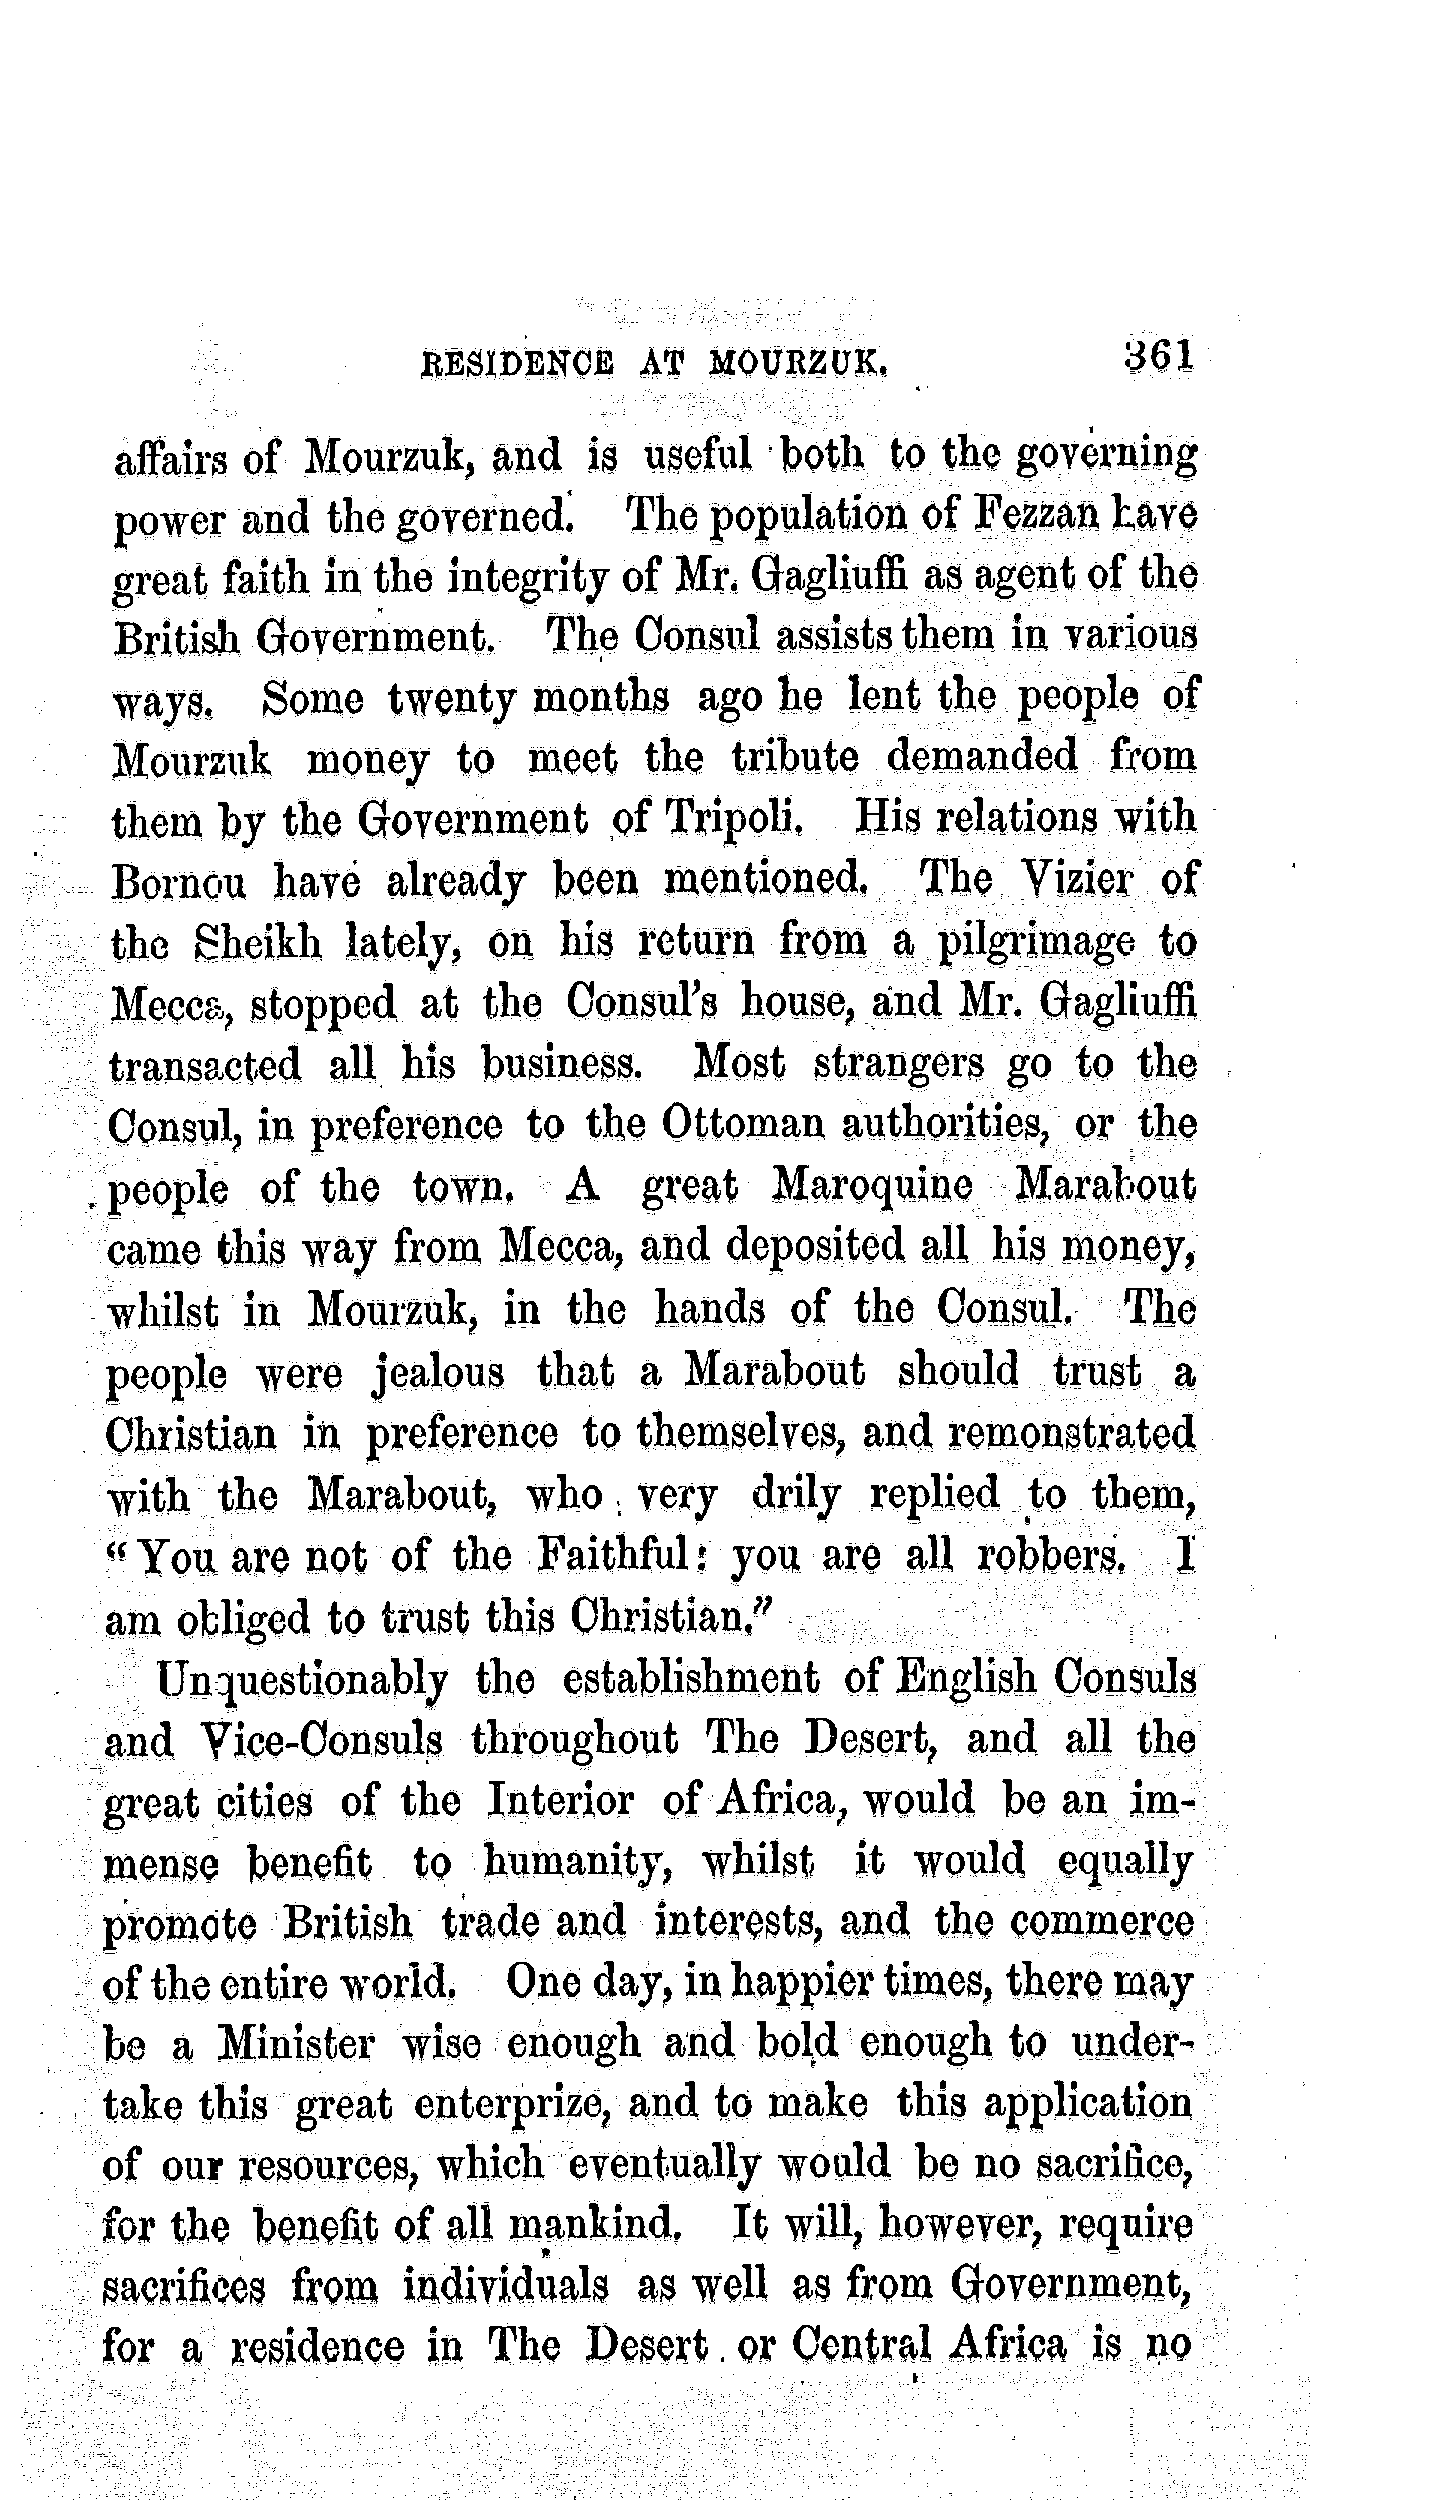 RESIDENCE AT MOURZUK. 361
affairs of Mourzuk, and is useful both to the governing
power and the governed. The population of Fezzan have
great faith in the integrity of Mr. Gagliuffi as agent of the
British Government. The Consul assists them in various
ways. Some twenty months ago he lent the people of
Mourzuk money to meet the tribute demanded from
them by the Government of Tripoli. His relations with
Bornou have already been mentioned. The Vizier of
the Sheikh lately, on his return from a pilgrimage to
Mecca, stopped at the Consul's house, and Mr. Gagliuffi
transacted all his business. Most strangers go to the
Consul, in preference to the Ottoman authorities, or the
people of the town. A great Maroquine Marabout
came this way from Mecca, and deposited all his money,
whilst in Mourzuk, in the hands of the Consul. The
people were jealous that a Marabout should trust a
Christian in preference to themselves, and remonstrated
with the Marabout, who very drily replied to them,
"You are not of the Faithful: you are all robbers. I
am obliged to trust this Christian."
Unquestionably the establishment of English Consuls
and Vice-Consuls throughout The Desert, and all the
great cities of the Interior of Africa, would be an im-
mense benefit to humanity, whilst it would equally
promote British trade and interests, and the commerce
of the entire world. One day, in happier times, there may
be a Minister wise enough and bold enough to under-
take this great enterprize, and to make this application
of our resources, which eventually would be no sacrifice,
for the benefit of all mankind. It will, however, require
sacrifices from individuals as well as from Government,
for a residence in The Desert or Central Africa is no